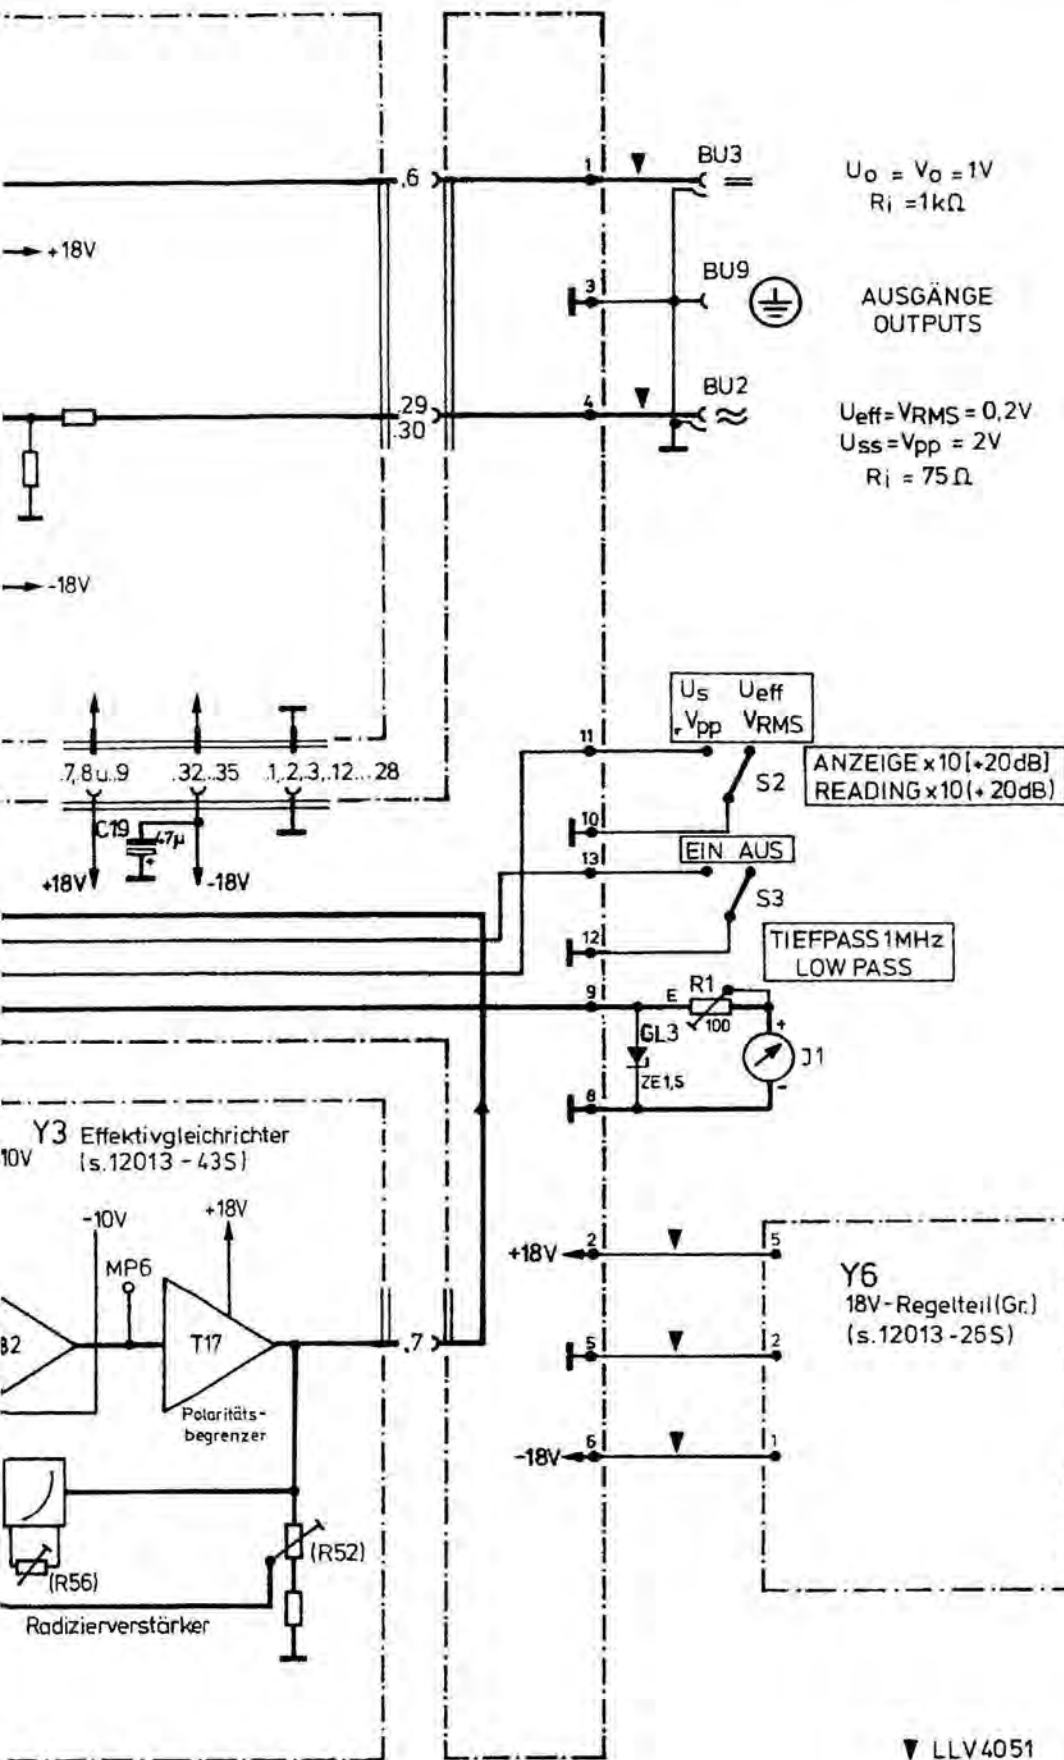 .6
1
BU3
U₀ = V₀ = 1V
Ri = 1kΩ
+18V
3
BU9
AUSGÄNGE
OUTPUTS
.29
.30
4
BU2
Ueff = VRMS = 0,2V
Uss = Vpp = 2V
Ri = 75Ω
-18V
Us Ueff
Vpp VRMS
11
S2
ANZEIGE x10 [+20dB]
READING x10 (+20dB)
.7,8 u.9
.32..35
.1,.2,.3,.12...28
10
C19
47µ
+
+18V
-18V
13
EIN AUS
S3
12
TIEFPASS 1MHz
LOW PASS
9
E
R1
100
GL3
ZE1,5
+
J1
-
8
Y3 Effektivgleichrichter
(s.12013 - 43S)
10V
-10V
+18V
MP6
T17
.7
Polaritäts-
begrenzer
+18V
2
5
Y6
18V-Regelteil (Gr.)
(s.12013 -25S)
5
2
-18V
6
1
(R52)
(R56)
Radizierverstärker
▼ LLV4051